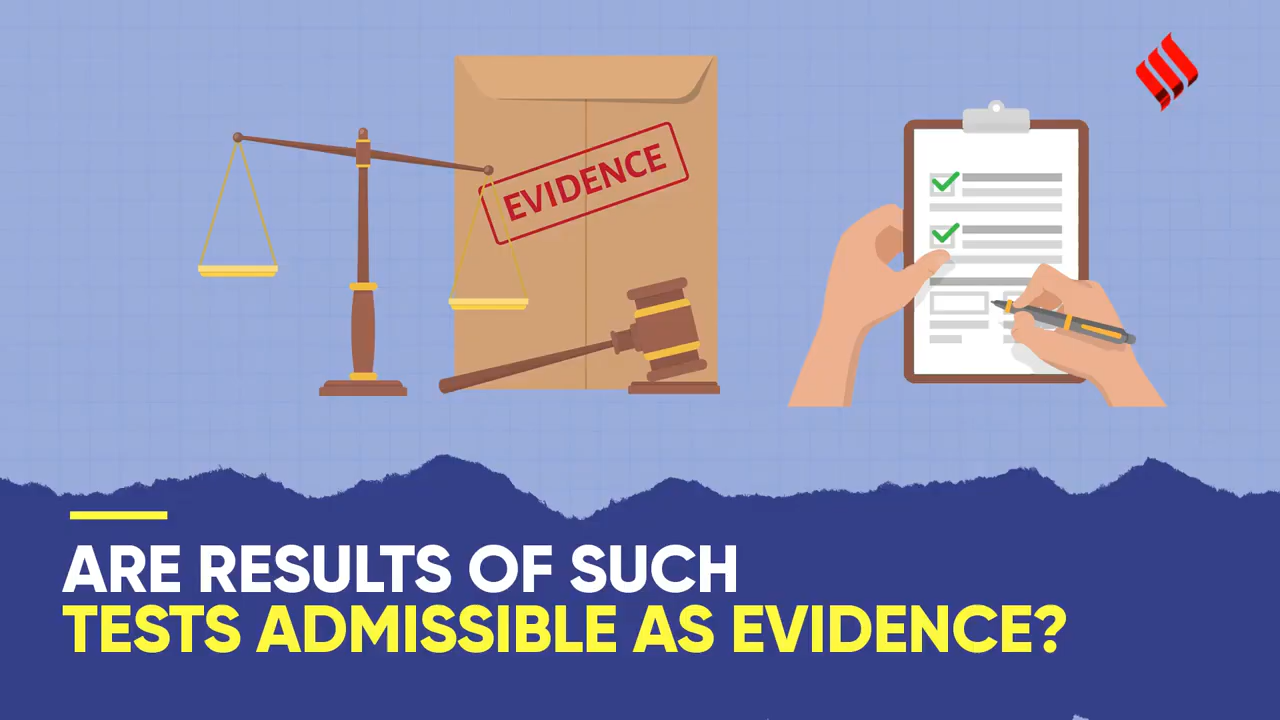 EVIDENCE
ARE RESULTS OF SUCH
TESTS ADMISSIBLE AS EVIDENCE?